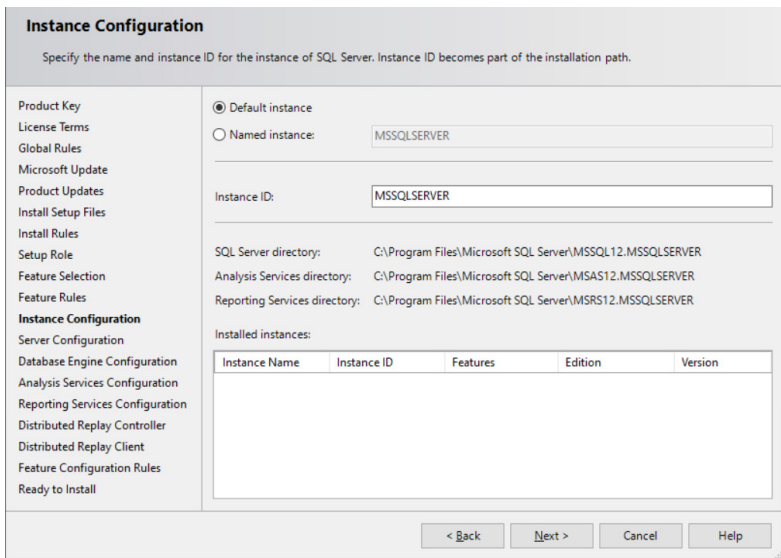 Instance Configuration
Specify the name and instance ID for the instance of SQL Server. Instance ID becomes part of the installation path.
Product Key
License Terms
Global Rules
Microsoft Update
Product Updates
Install Setup Files
Install Rules
Setup Role
Feature Selection
Feature Rules
Instance Configuration
Server Configuration
Database Engine Configuration
Analysis Services Configuration
Reporting Services Configuration
Distributed Replay Controller
Distributed Replay Client
Feature Configuration Rules
Ready to Install
Default instance
Named instance: MSSQLSERVER
Instance ID: MSSQLSERVER
SQL Server directory: C:\Program Files\Microsoft SQL Server\MSSQL12.MSSQLSERVER
Analysis Services directory: C:\Program Files\Microsoft SQL Server\MSAS12.MSSQLSERVER
Reporting Services directory: C:\Program Files\Microsoft SQL Server\MSRS12.MSSQLSERVER
Installed instances:
Instance Name Instance ID Features Edition Version
< Back Next > Cancel Help